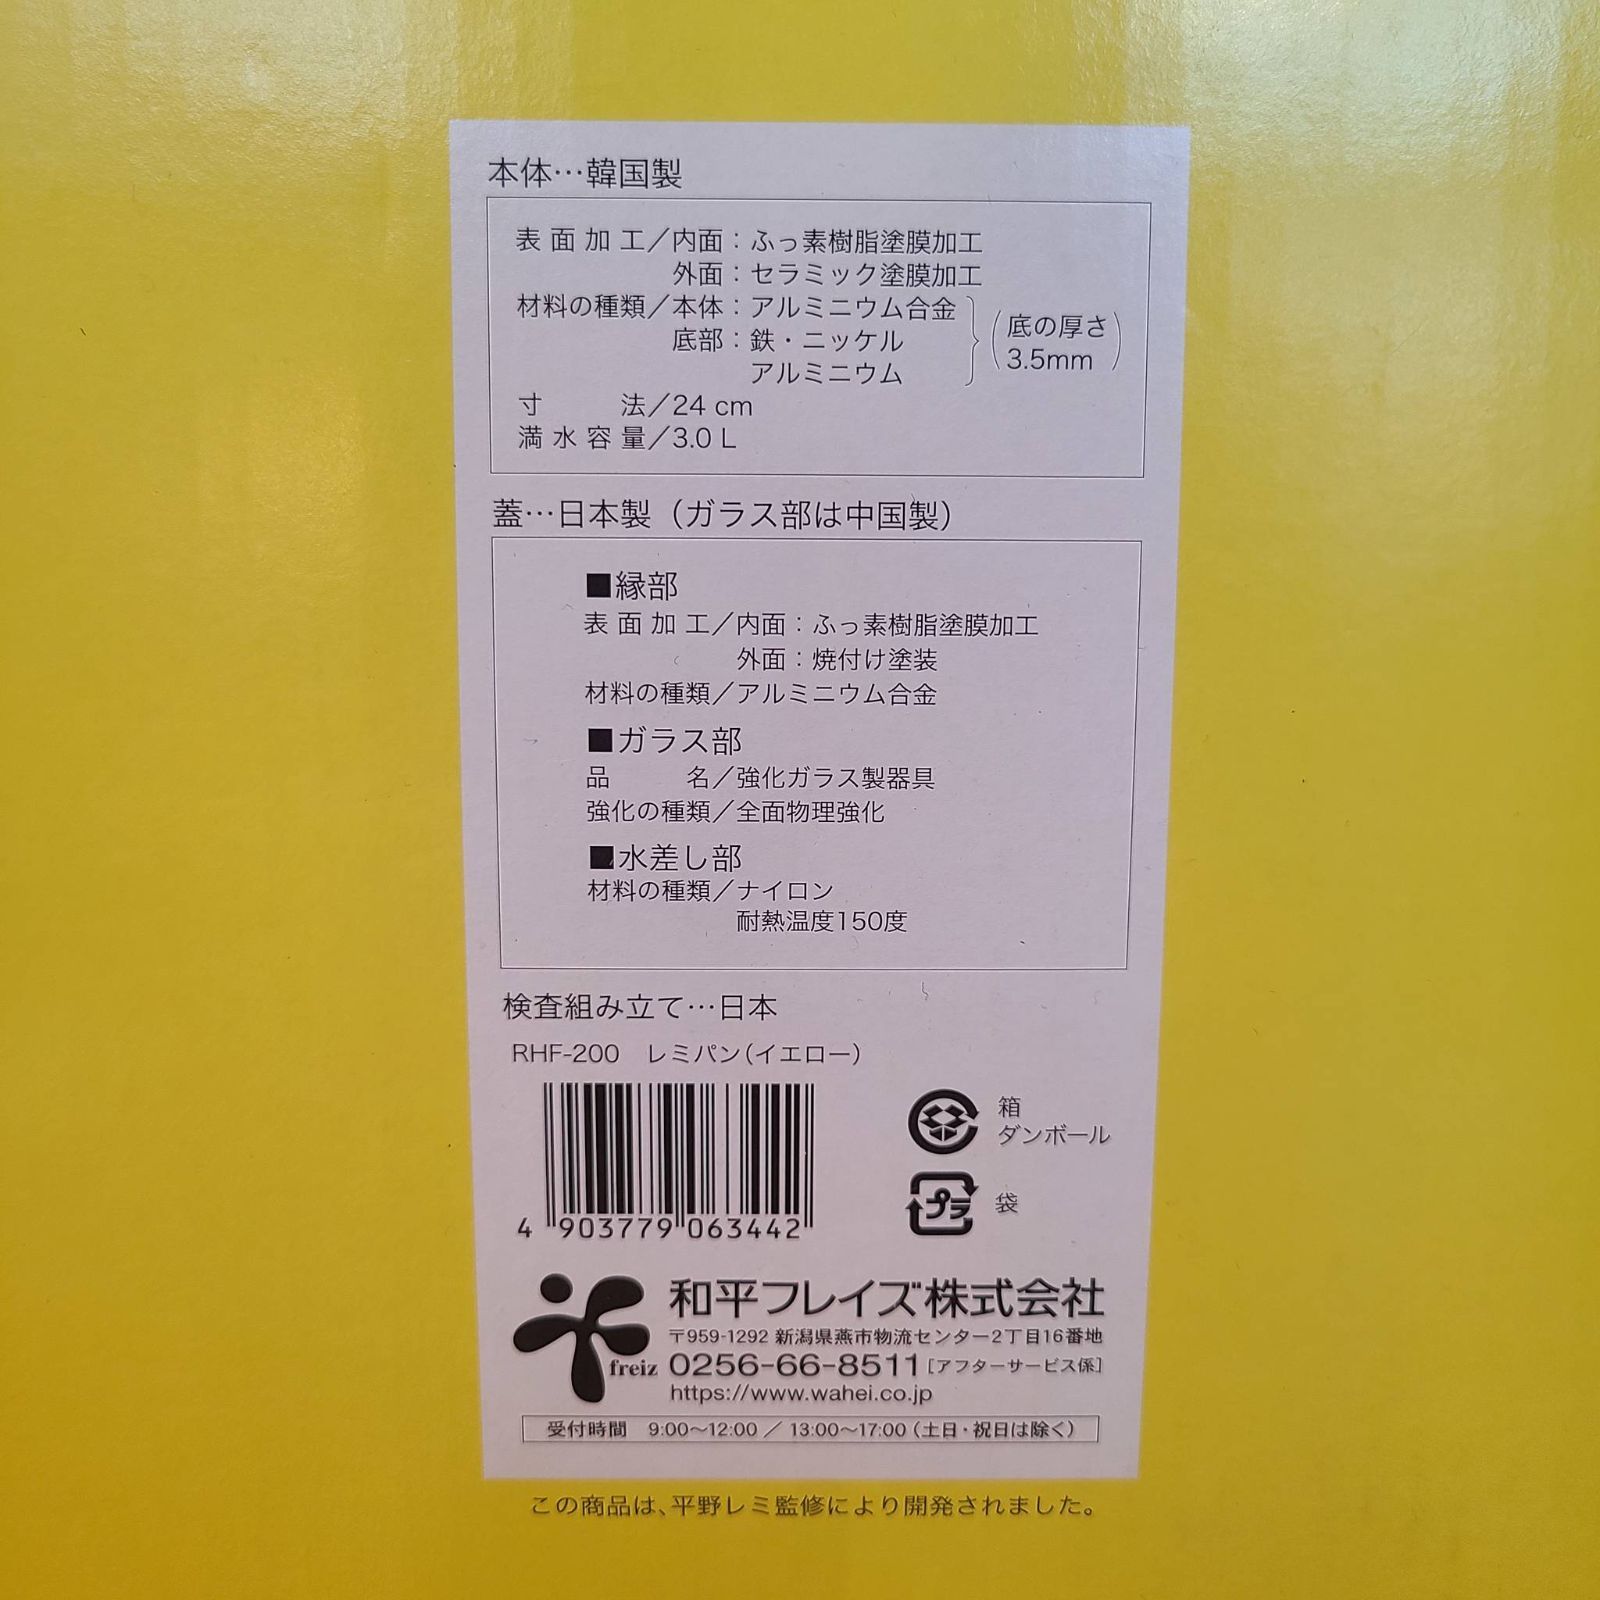 本体…韓国製
表面加工／内面：ふっ素樹脂塗膜加工
外面：セラミック塗膜加工
材料の種類／本体：アルミニウム合金
底部：鉄・ニッケル
アルミニウム
（底の厚さ
3.5mm）
寸法／24 cm
満水容量／3.0 L
蓋…日本製（ガラス部は中国製）
■縁部
表面加工／内面：ふっ素樹脂塗膜加工
外面：焼付け塗装
材料の種類／アルミニウム合金
■ガラス部
品名／強化ガラス製器具
強化の種類／全面物理強化
■水差し部
材料の種類／ナイロン
耐熱温度150度
検査組み立て…日本
RHF-200　レミパン（イエロー）
4 903779 063442
箱
ダンボール
プラ
袋
freiz
和平フレイズ株式会社
〒959-1292 新潟県燕市物流センター2丁目16番地
0256-66-8511［アフターサービス係］
https://www.wahei.co.jp
受付時間　9:00〜12:00 ／ 13:00〜17:00（土日・祝日は除く）
この商品は、平野レミ監修により開発されました。